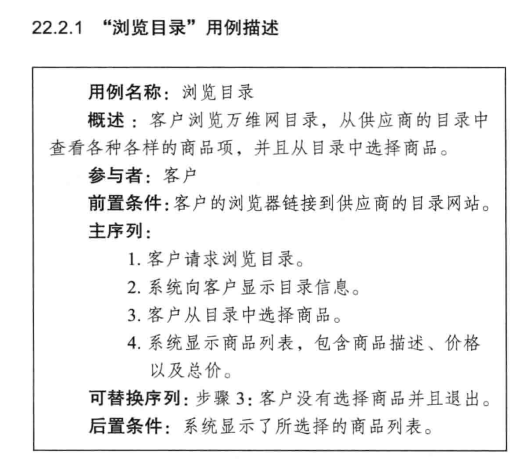 22.2.1 “浏览目录”用例描述
用例名称：浏览目录
概述：客户浏览万维网目录，从供应商的目录中
查看各种各样的商品项，并且从目录中选择商品。
参与者：客户
前置条件：客户的浏览器链接到供应商的目录网站。
主序列：
1. 客户请求浏览目录。
2. 系统向客户显示目录信息。
3. 客户从目录中选择商品。
4. 系统显示商品列表，包含商品描述、价格
以及总价。
可替换序列：步骤 3：客户没有选择商品并且退出。
后置条件：系统显示了所选择的商品列表。